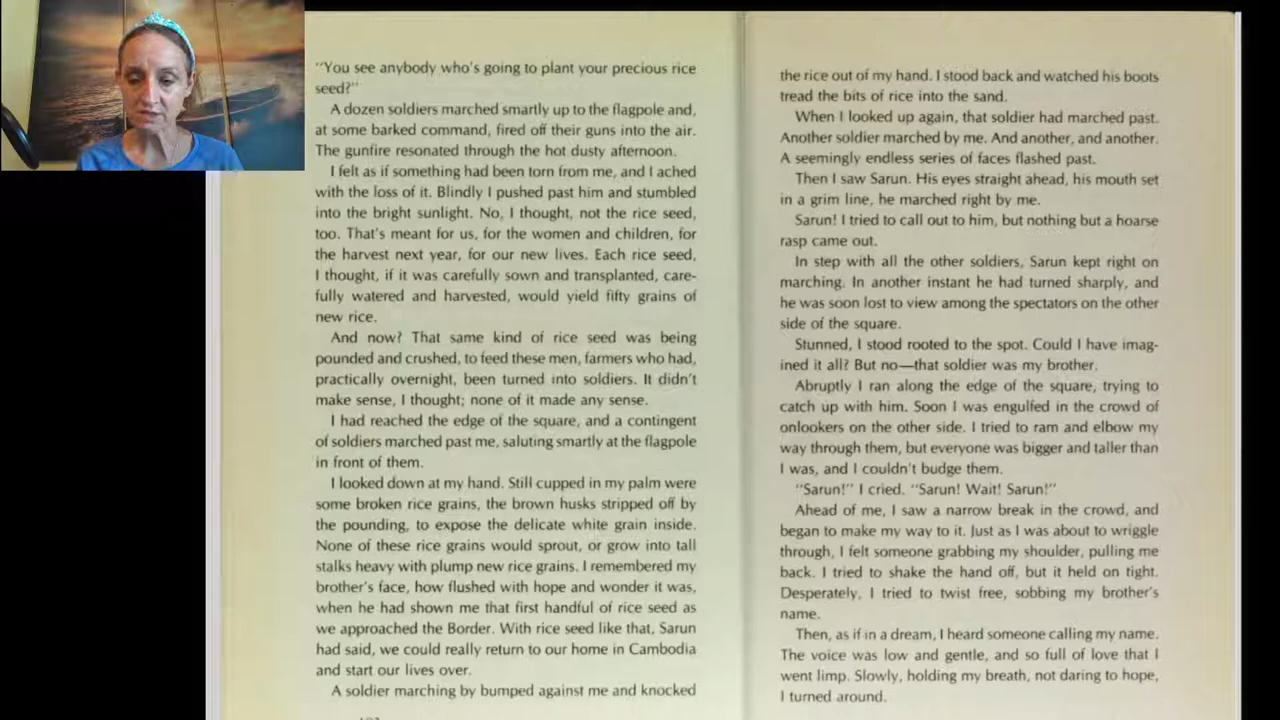 "You see anybody who's going to plant your precious rice
seed?"
A dozen soldiers marched smartly up to the flagpole and,
at some barked command, fired off their guns into the air.
The gunfire resonated through the hot dusty afternoon.
I felt as if something had been torn from me, and I ached
with the loss of it. Blindly I pushed past him and stumbled
into the bright sunlight. No, I thought, not the rice seed,
too. That's meant for us, for the women and children, for
the harvest next year, for our new lives. Each rice seed,
I thought, if it was carefully sown and transplanted, care-
fully watered and harvested, would yield fifty grains of
new rice.
And now? That same kind of rice seed was being
pounded and crushed, to feed these men, farmers who had,
practically overnight, been turned into soldiers. It didn't
make sense, I thought; none of it made any sense.
I had reached the edge of the square, and a contingent
of soldiers marched past me, saluting smartly at the flagpole
in front of them.
I looked down at my hand. Still cupped in my palm were
some broken rice grains, the brown husks stripped off by
the pounding, to expose the delicate white grain inside.
None of these rice grains would sprout, or grow into tall
stalks heavy with plump new rice grains. I remembered my
brother's face, how flushed with hope and wonder it was,
when he had shown me that first handful of rice seed as
we approached the Border. With rice seed like that, Sarun
had said, we could really return to our home in Cambodia
and start our lives over.
A soldier marching by bumped against me and knocked
the rice out of my hand. I stood back and watched his boots
tread the bits of rice into the sand.
When I looked up again, that soldier had marched past.
Another soldier marched by me. And another, and another.
A seemingly endless series of faces flashed past.
Then I saw Sarun. His eyes straight ahead, his mouth set
in a grim line, he marched right by me.
Sarun! I tried to call out to him, but nothing but a hoarse
rasp came out.
In step with all the other soldiers, Sarun kept right on
marching. In another instant he had turned sharply, and
he was soon lost to view among the spectators on the other
side of the square.
Stunned, I stood rooted to the spot. Could I have imag-
ined it all? But no—that soldier was my brother.
Abruptly I ran along the edge of the square, trying to
catch up with him. Soon I was engulfed in the crowd of
onlookers on the other side. I tried to ram and elbow my
way through them, but everyone was bigger and taller than
I was, and I couldn't budge them.
"Sarun!" I cried. "Sarun! Wait! Sarun!"
Ahead of me, I saw a narrow break in the crowd, and
began to make my way to it. Just as I was about to wriggle
through, I felt someone grabbing my shoulder, pulling me
back. I tried to shake the hand off, but it held on tight.
Desperately, I tried to twist free, sobbing my brother's
name.
Then, as if in a dream, I heard someone calling my name.
The voice was low and gentle, and so full of love that I
went limp. Slowly, holding my breath, not daring to hope,
I turned around.